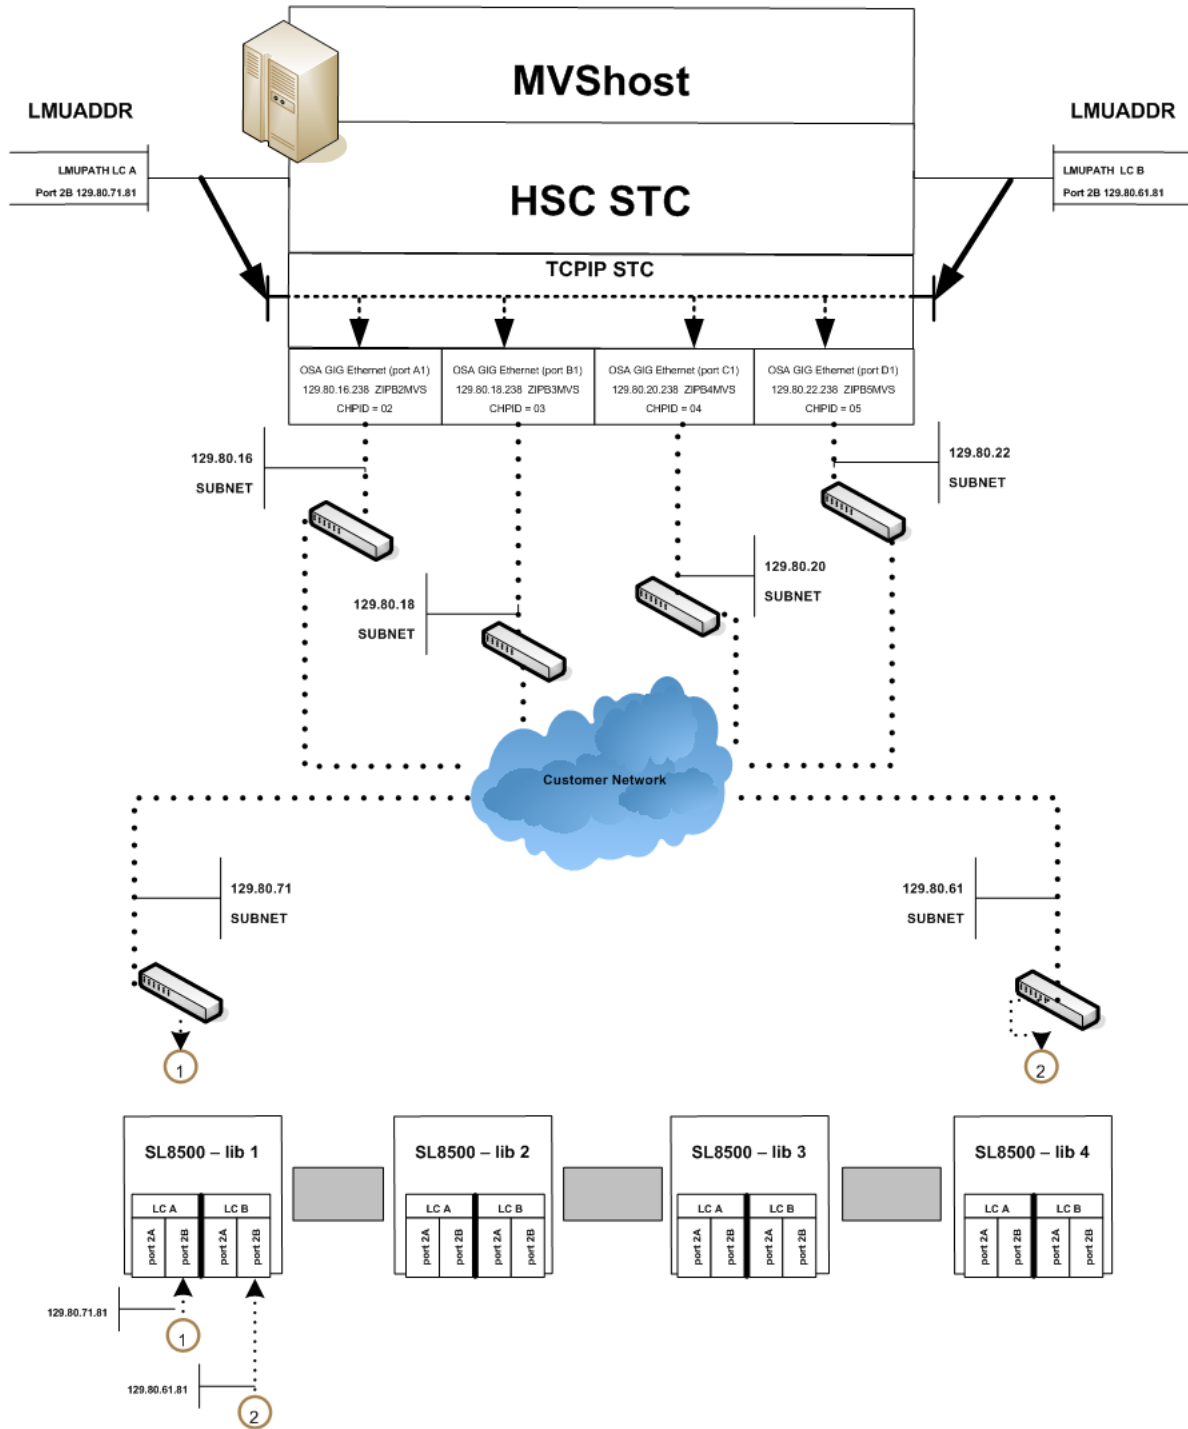 MVShost
LMUADDR
LMUADDR
LMUPATH LC A
Port 2B 129.80.71.81
LMUPATH LC B
Port 2B 129.80.61.81
HSC STC
TCPIP STC
OSA GIG Ethernet (port A1)
129.80.16.238 ZIPB2MVS
CHPID = 02
OSA GIG Ethernet (port B1)
129.80.18.238 ZIPB3MVS
CHPID = 03
OSA GIG Ethernet (port C1)
129.80.20.238 ZIPB4MVS
CHPID = 04
OSA GIG Ethernet (port D1)
129.80.22.238 ZIPB5MVS
CHPID = 05
129.80.16
SUBNET
129.80.22
SUBNET
129.80.18
SUBNET
129.80.20
SUBNET
Customer Network
129.80.71
SUBNET
129.80.61
SUBNET
1
2
SL8500 – lib 1
LC A
LC B
port 2A
port 2B
port 2A
port 2B
SL8500 – lib 2
LC A
LC B
port 2A
port 2B
port 2A
port 2B
SL8500 – lib 3
LC A
LC B
port 2A
port 2B
port 2A
port 2B
SL8500 – lib 4
LC A
LC B
port 2A
port 2B
port 2A
port 2B
129.80.71.81
1
129.80.61.81
2